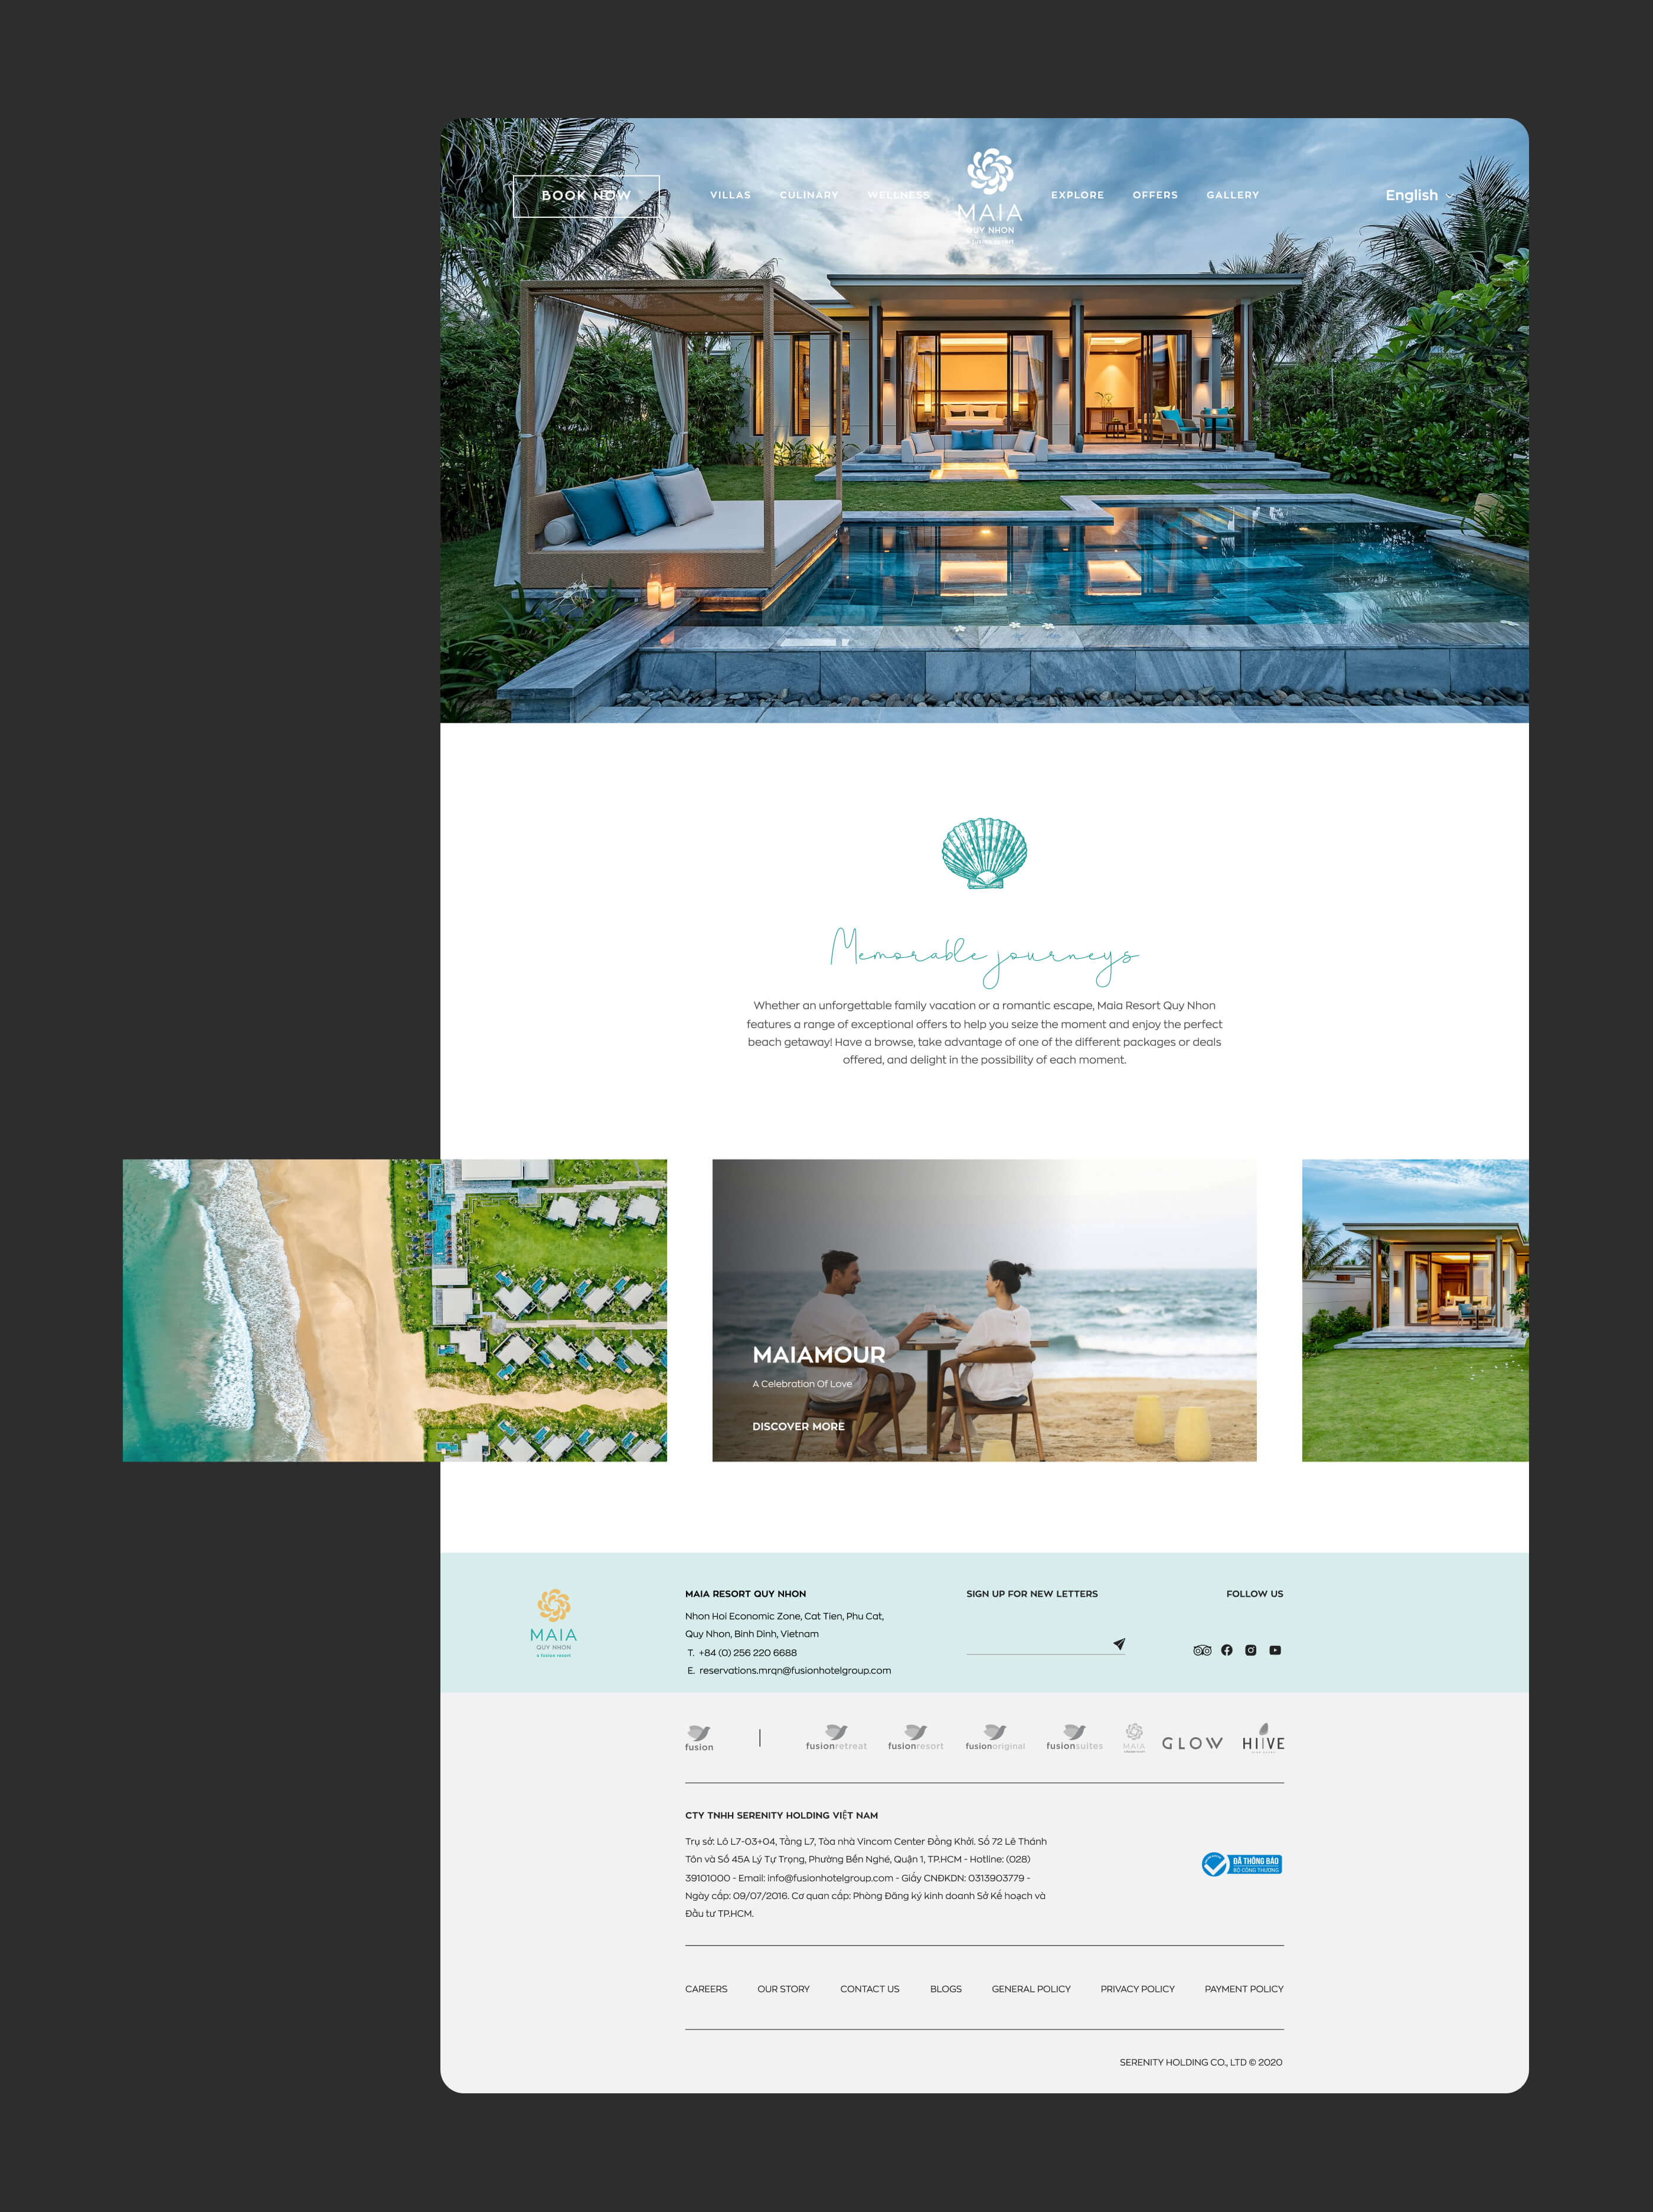 BOOK NOW
VILLAS
CULINARY
WELLNESS
MAIA
QUY NHON
a fusion resort
EXPLORE
OFFERS
GALLERY
English
Memorable journeys
Whether an unforgettable family vacation or a romantic escape, Maia Resort Quy Nhon
features a range of exceptional offers to help you seize the moment and enjoy the perfect
beach getaway! Have a browse, take advantage of one of the different packages or deals
offered, and delight in the possibility of each moment.
MAIAMOUR
A Celebration Of Love
DISCOVER MORE
MAIA
QUY NHON
a fusion resort
MAIA RESORT QUY NHON
Nhon Hoi Economic Zone, Cat Tien, Phu Cat,
Quy Nhon, Binh Dinh, Vietnam
T. +84 (0) 256 220 6688
E. reservations.mrqn@fusionhotelgroup.com
SIGN UP FOR NEW LETTERS
FOLLOW US
fusion
fusionretreat
fusionresort
fusionoriginal
fusionsuites
MAIA
GLOW
HIIVE
CTY TNHH SERENITY HOLDING VIỆT NAM
Trụ sở: Lô L7-03+04, Tầng L7, Tòa nhà Vincom Center Đồng Khởi. Số 72 Lê Thánh
Tôn và Số 45A Lý Tự Trọng, Phường Bến Nghé, Quận 1, TP.HCM - Hotline: (028)
39101000 - Email: info@fusionhotelgroup.com - Giấy CNĐKDN: 0313903779 -
Ngày cấp: 09/07/2016. Cơ quan cấp: Phòng Đăng ký kinh doanh Sở Kế hoạch và
Đầu tư TP.HCM.
ĐÃ THÔNG BÁO
BỘ CÔNG THƯƠNG
CAREERS
OUR STORY
CONTACT US
BLOGS
GENERAL POLICY
PRIVACY POLICY
PAYMENT POLICY
SERENITY HOLDING CO., LTD © 2020